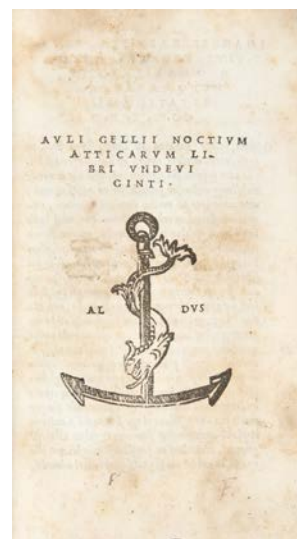 AVLI GELLII NOCTIVM
ATTICARVM LI-
BRI VNDEVI
GINTI.
AL DVS